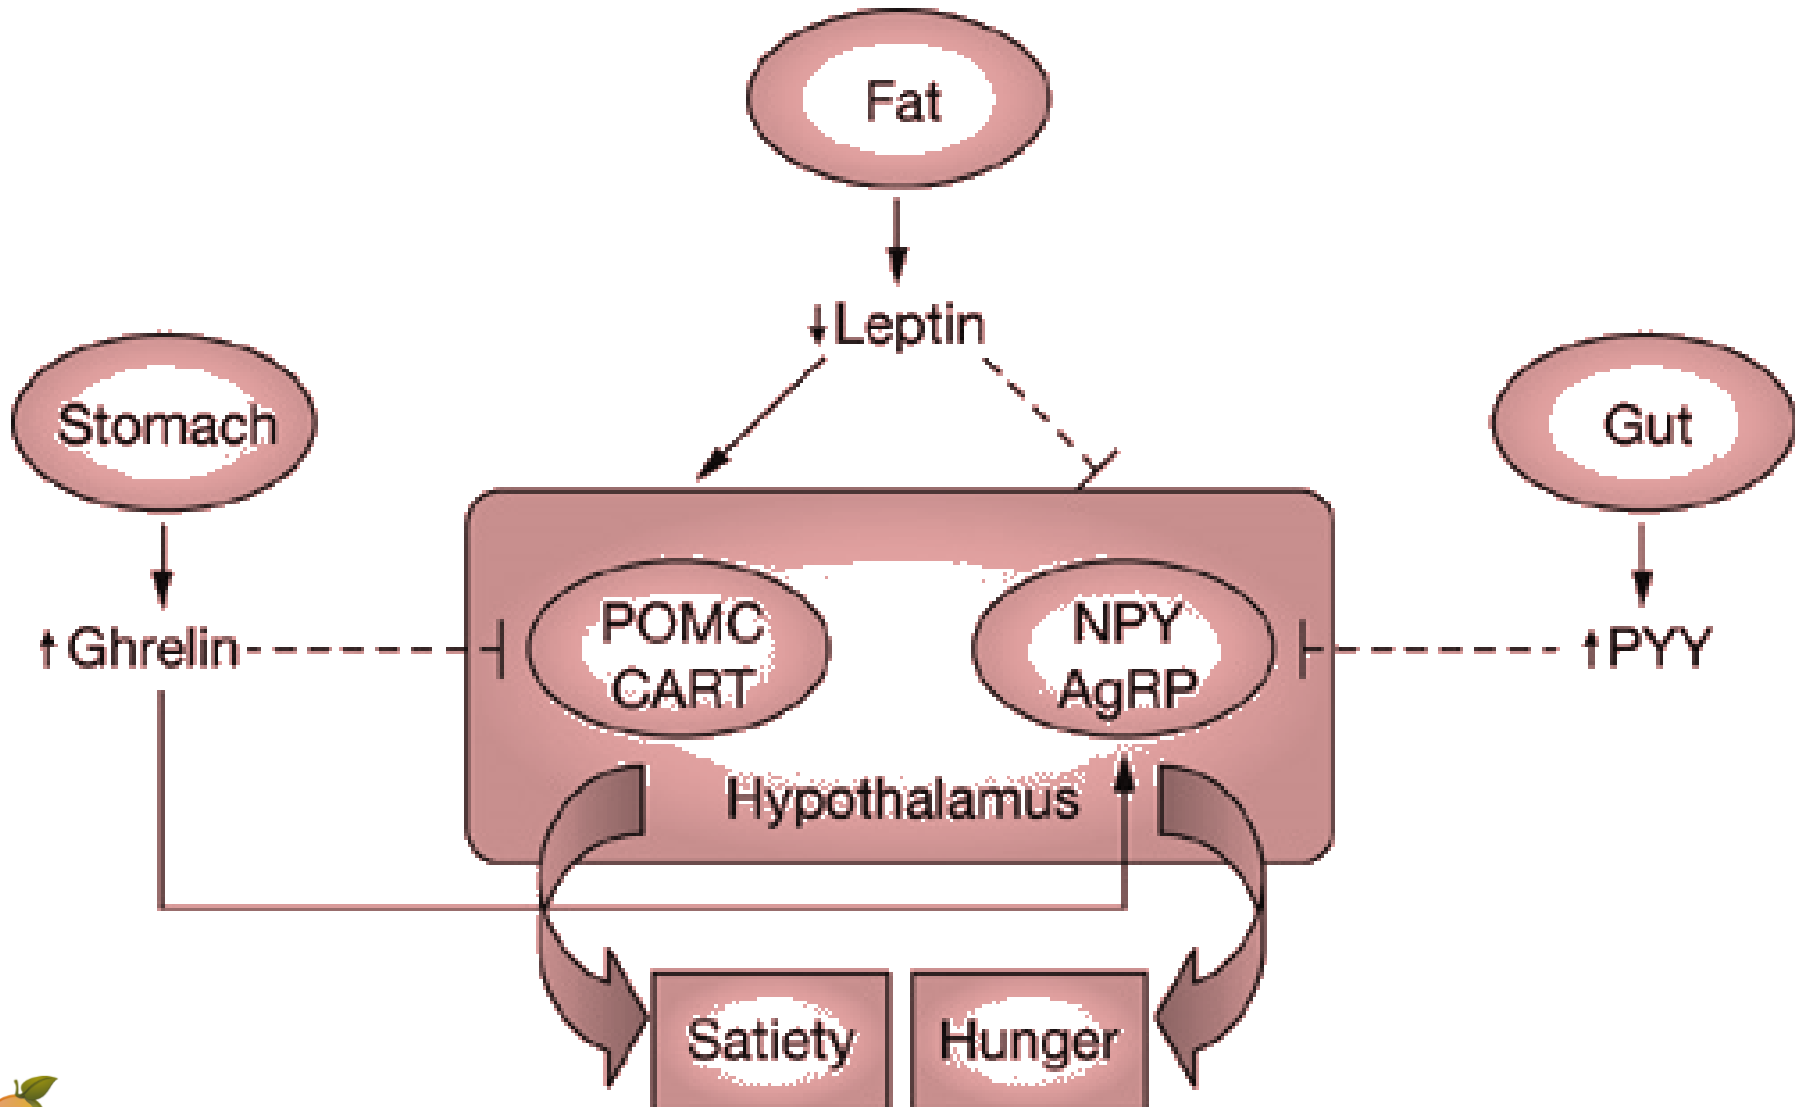 Fat
↓Leptin
Stomach
Gut
POMC
CART
NPY
AgRP
↑Ghrelin
↑PYY
Hypothalamus
Satiety
Hunger